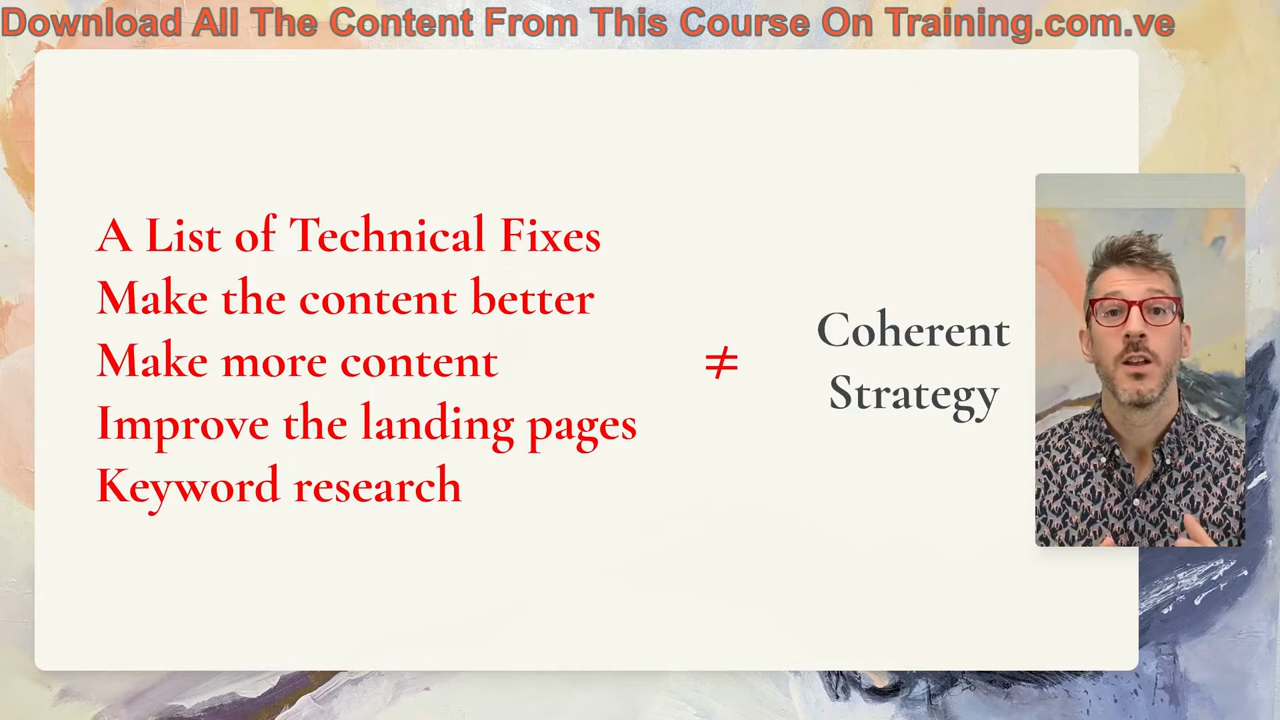 Download All The Content From This Course On Training.com.ve
A List of Technical Fixes
Make the content better
Make more content
Improve the landing pages
Keyword research
≠
Coherent
Strategy